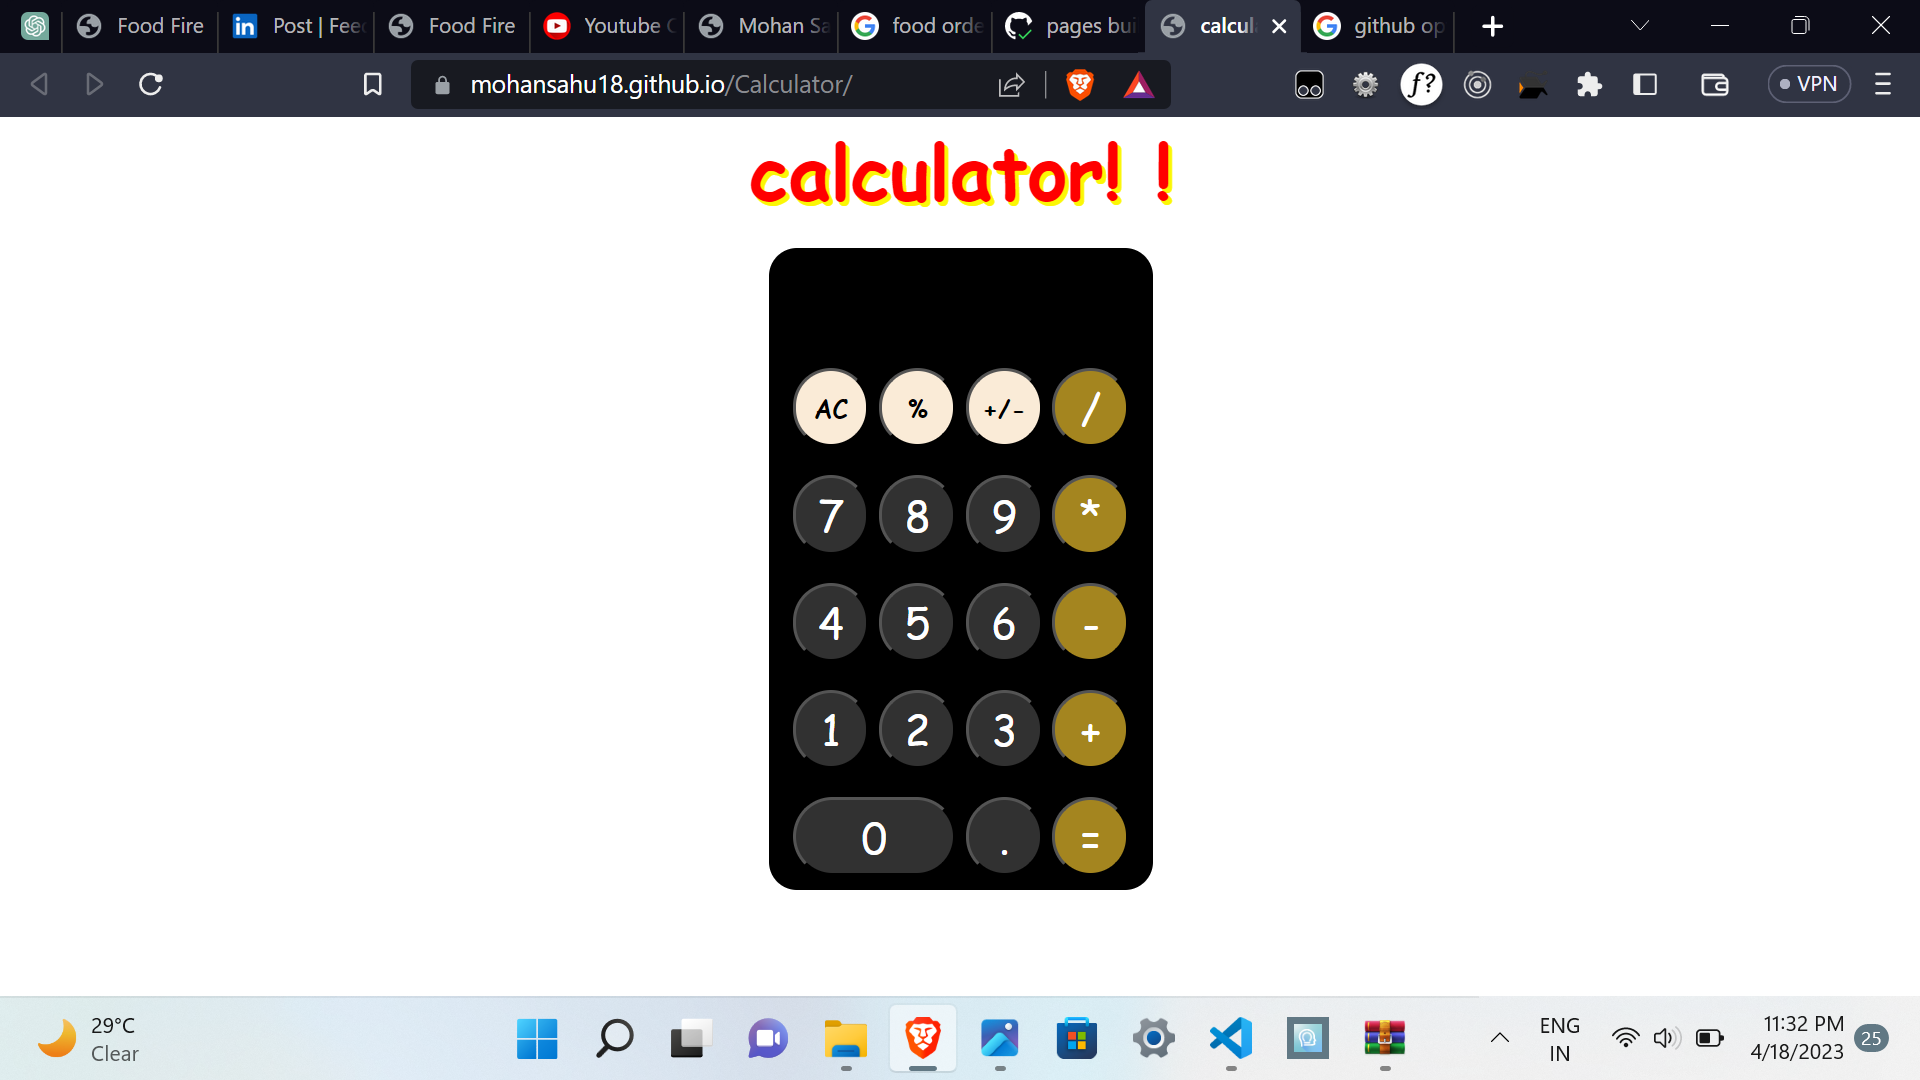 Food Fire
Post | Fee
Food Fire
Youtube
Mohan Sa
food orde
pages bui
calcul
github op
mohansahu18.github.io/Calculator/
f?
VPN
calculator! !
AC % +/- /
7 8 9 *
4 5 6 -
1 2 3 +
0 . =
29°C
Clear
ENG
IN
11:32 PM
4/18/2023
25